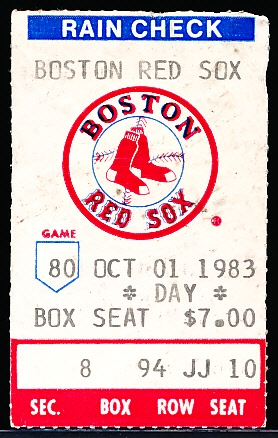 RAIN CHECK
BOSTON RED SOX
BOSTON
RED SOX
®
GAME
80 OCT 01 1983
* DAY *
BOX SEAT $7.00
8 94 JJ 10
SEC. BOX ROW SEAT